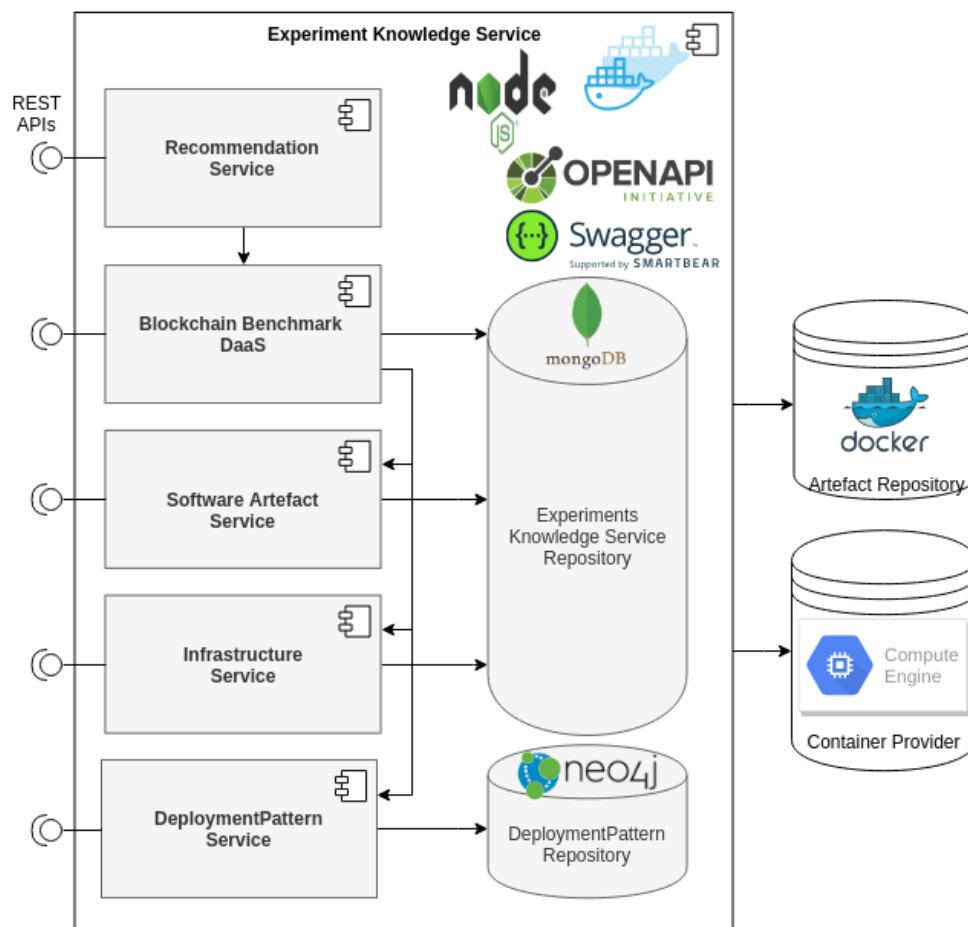 Experiment Knowledge Service
node
JS
REST
APIs
Recommendation
Service
OPENAPI
INITIATIVE
{···} Swagger™
Supported by SMARTBEAR
Blockchain Benchmark
DaaS
mongoDB
docker
Artefact Repository
Software Artefact
Service
Experiments
Knowledge Service
Repository
Infrastructure
Service
Compute
Engine
Container Provider
neo4j
DeploymentPattern
Service
DeploymentPattern
Repository